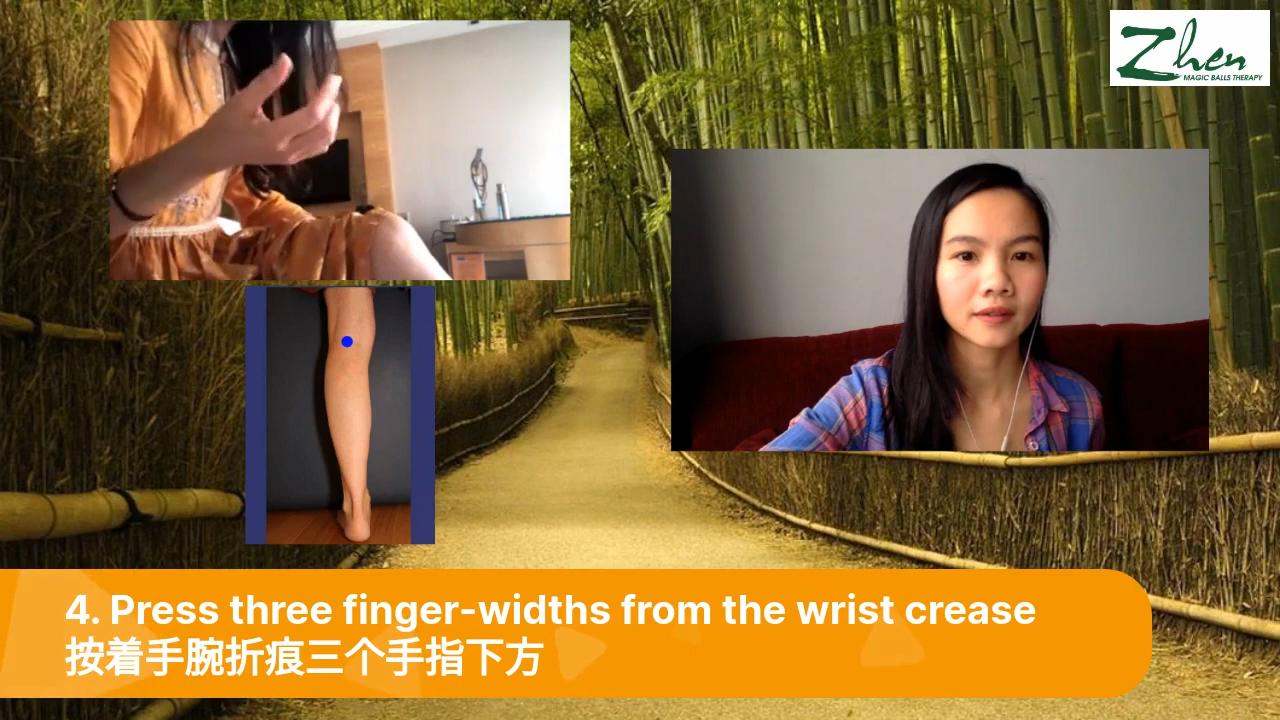 Zhen
MAGIC BALLS THERAPY
4. Press three finger-widths from the wrist crease
按着手腕折痕三个手指下方